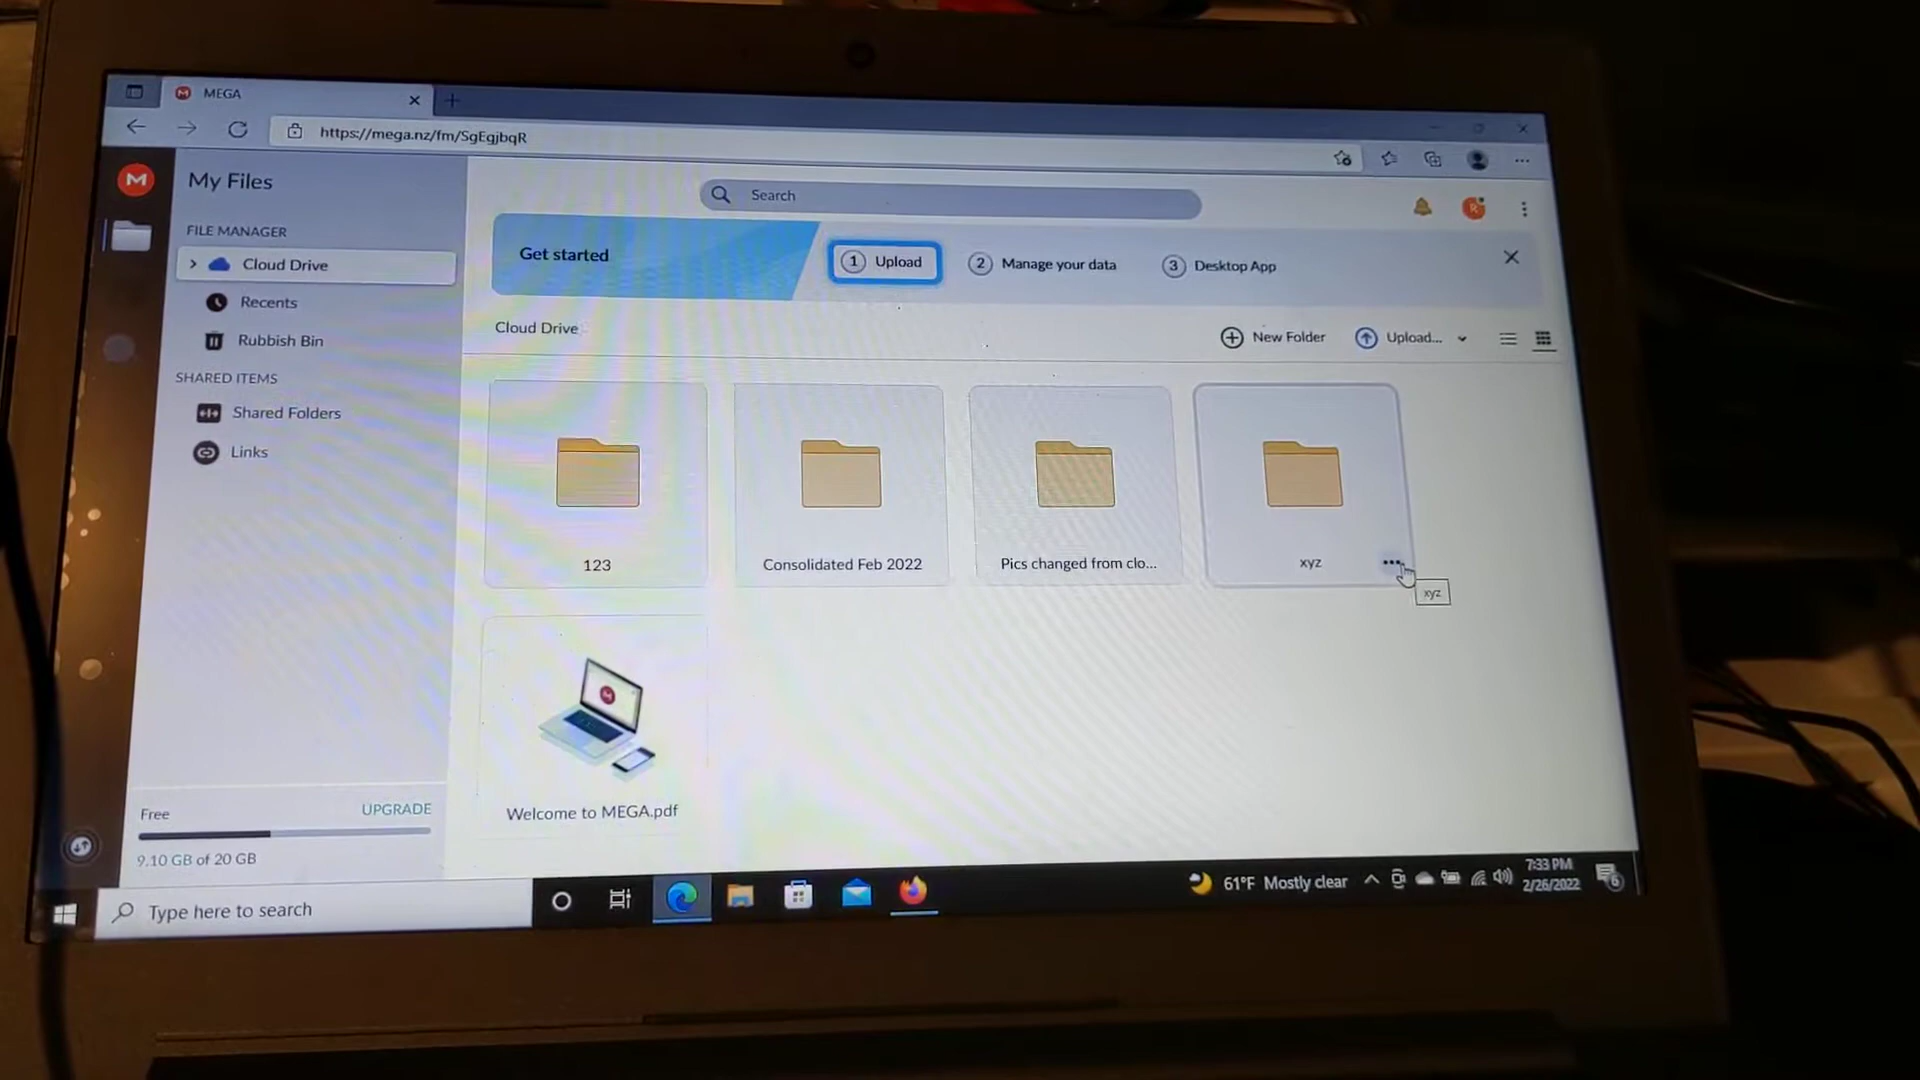 MEGA
https://mega.nz/fm/SgEgjbqR
My Files
Search
FILE MANAGER
Get started
1 Upload
2 Manage your data
3 Desktop App
Cloud Drive
Recents
Rubbish Bin
Cloud Drive
New Folder
Upload...
SHARED ITEMS
Shared Folders
Links
123
Consolidated Feb 2022
Pics changed from clo...
xyz
xyz
Welcome to MEGA.pdf
Free
UPGRADE
9.10 GB of 20 GB
Type here to search
61°F Mostly clear
7:33 PM
2/26/2022
6